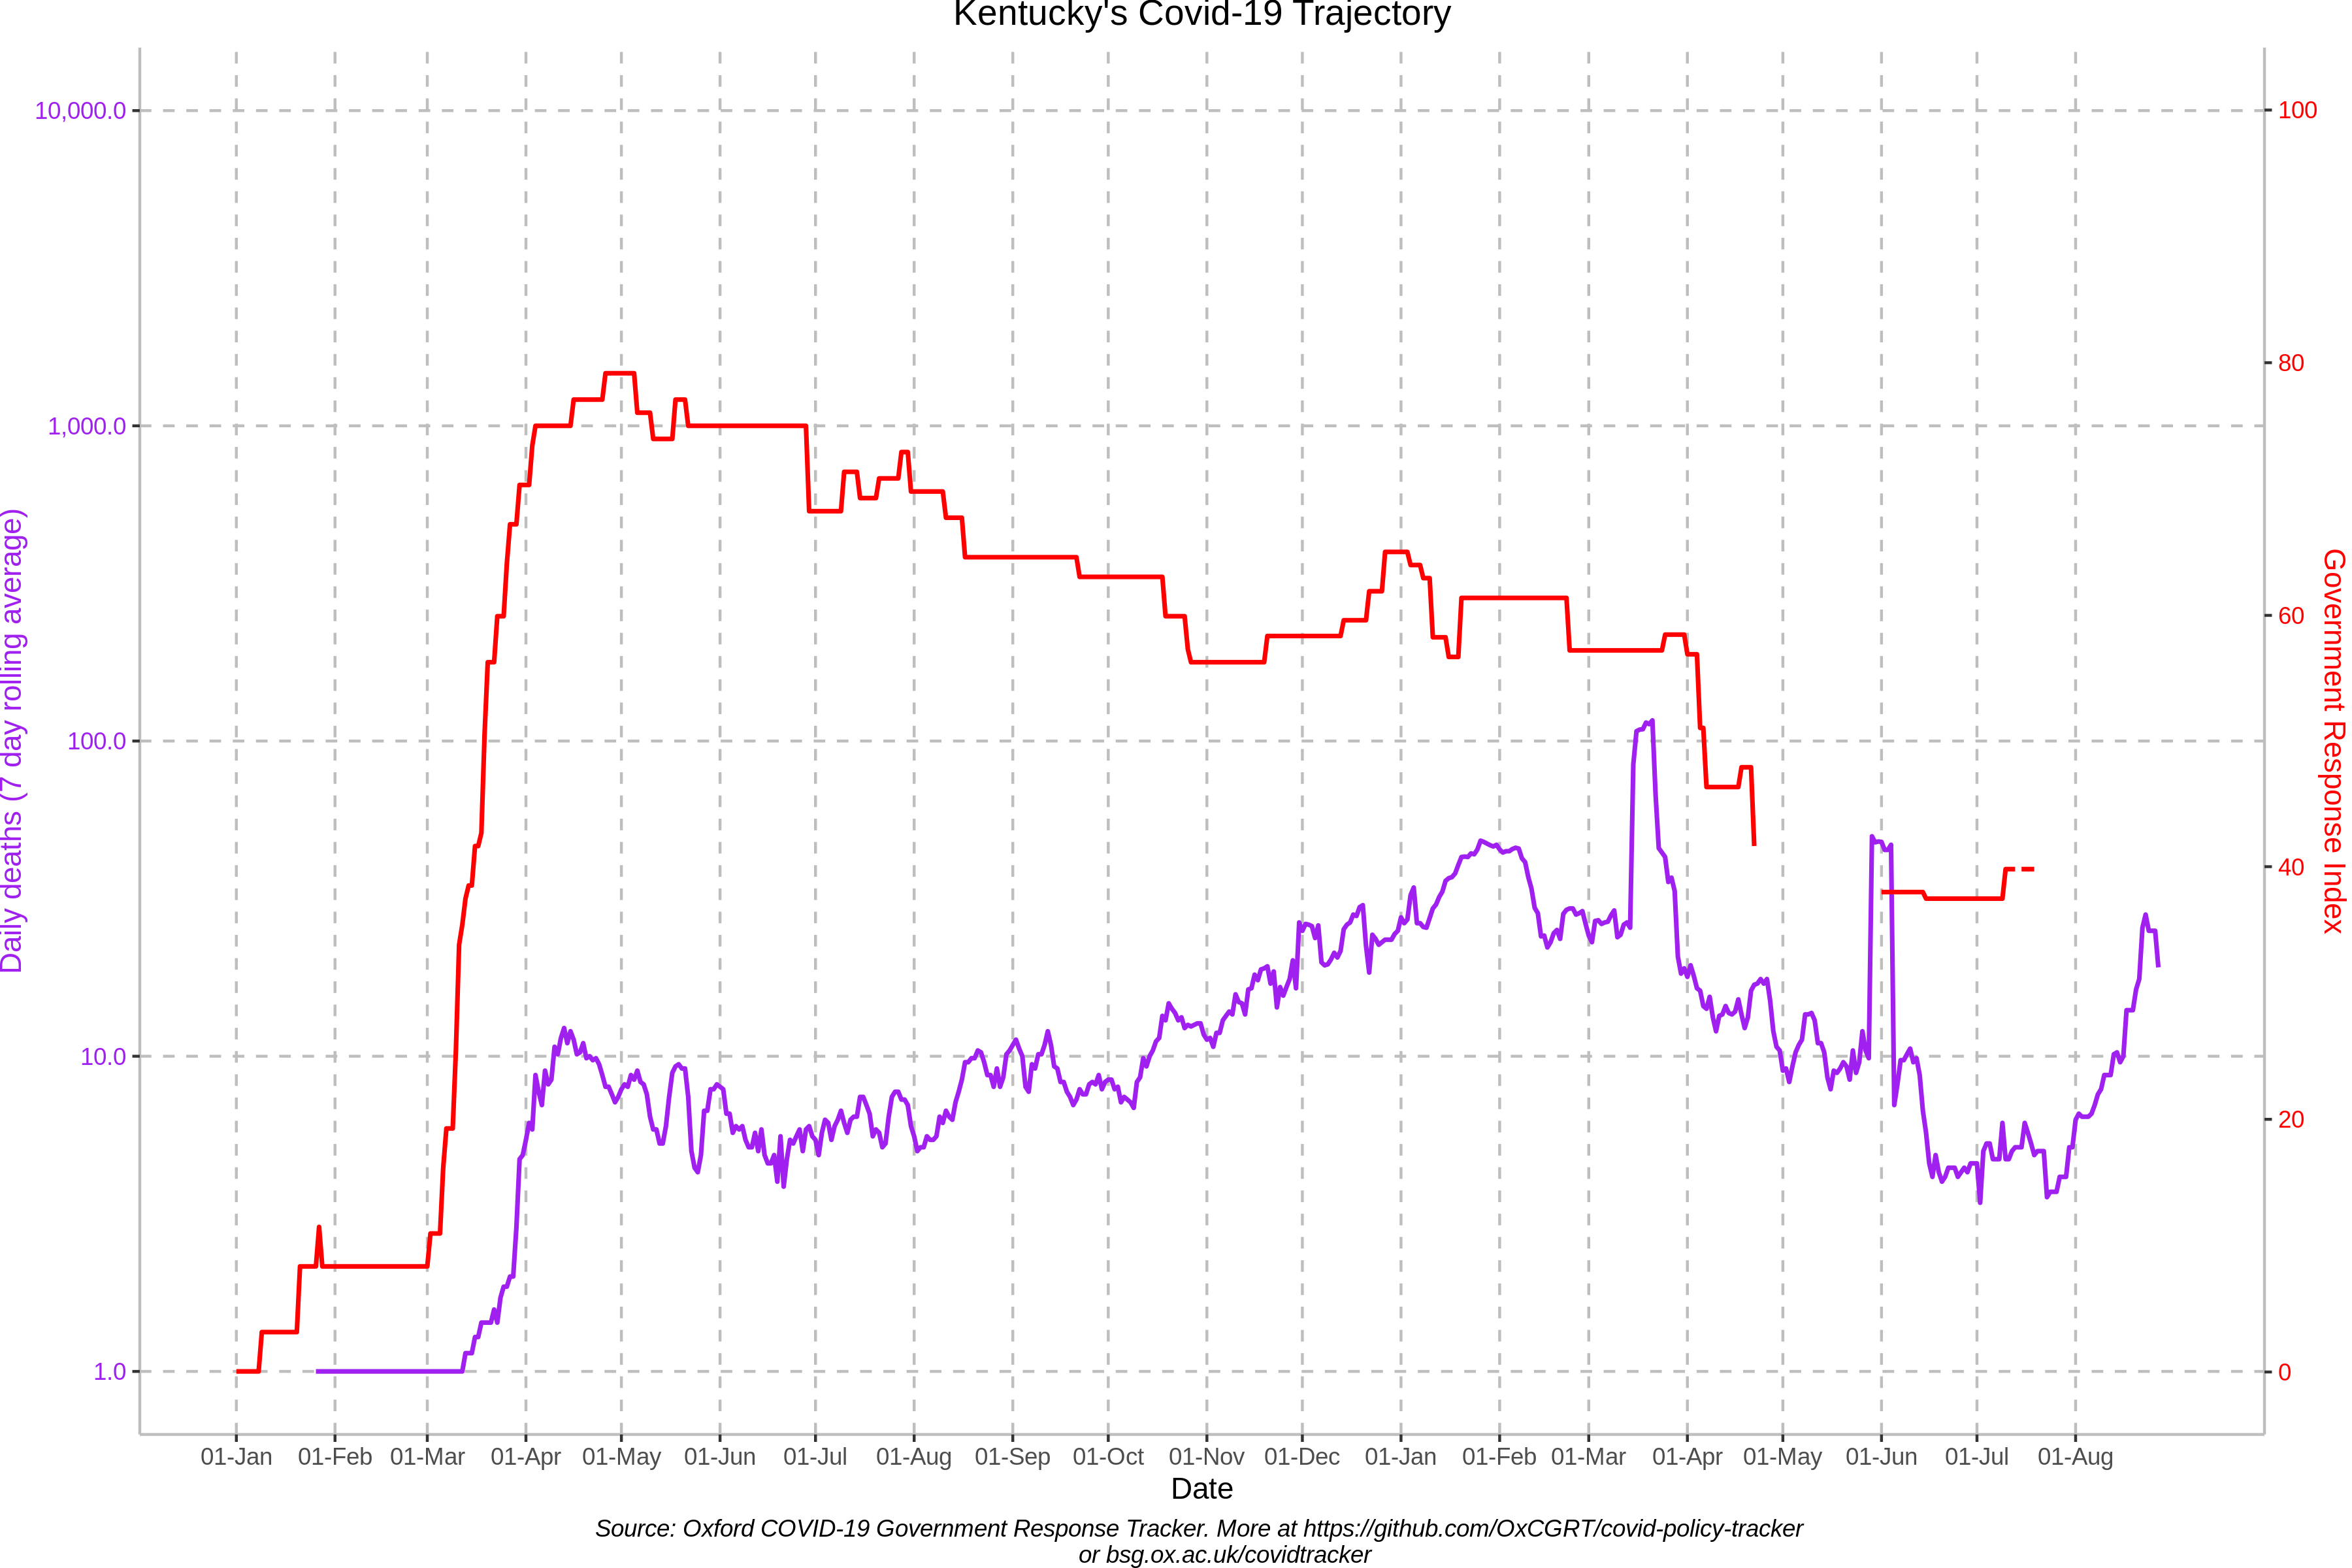 Kentucky's Covid-19 Trajectory
10,000.0
1,000.0
100.0
10.0
1.0
Daily deaths (7 day rolling average)
100
80
60
40
20
0
Government Response Index
01-Jan 01-Feb 01-Mar 01-Apr 01-May 01-Jun 01-Jul 01-Aug 01-Sep 01-Oct 01-Nov 01-Dec 01-Jan 01-Feb 01-Mar 01-Apr 01-May 01-Jun 01-Jul 01-Aug
Date
Source: Oxford COVID-19 Government Response Tracker. More at https://github.com/OxCGRT/covid-policy-tracker
or bsg.ox.ac.uk/covidtracker